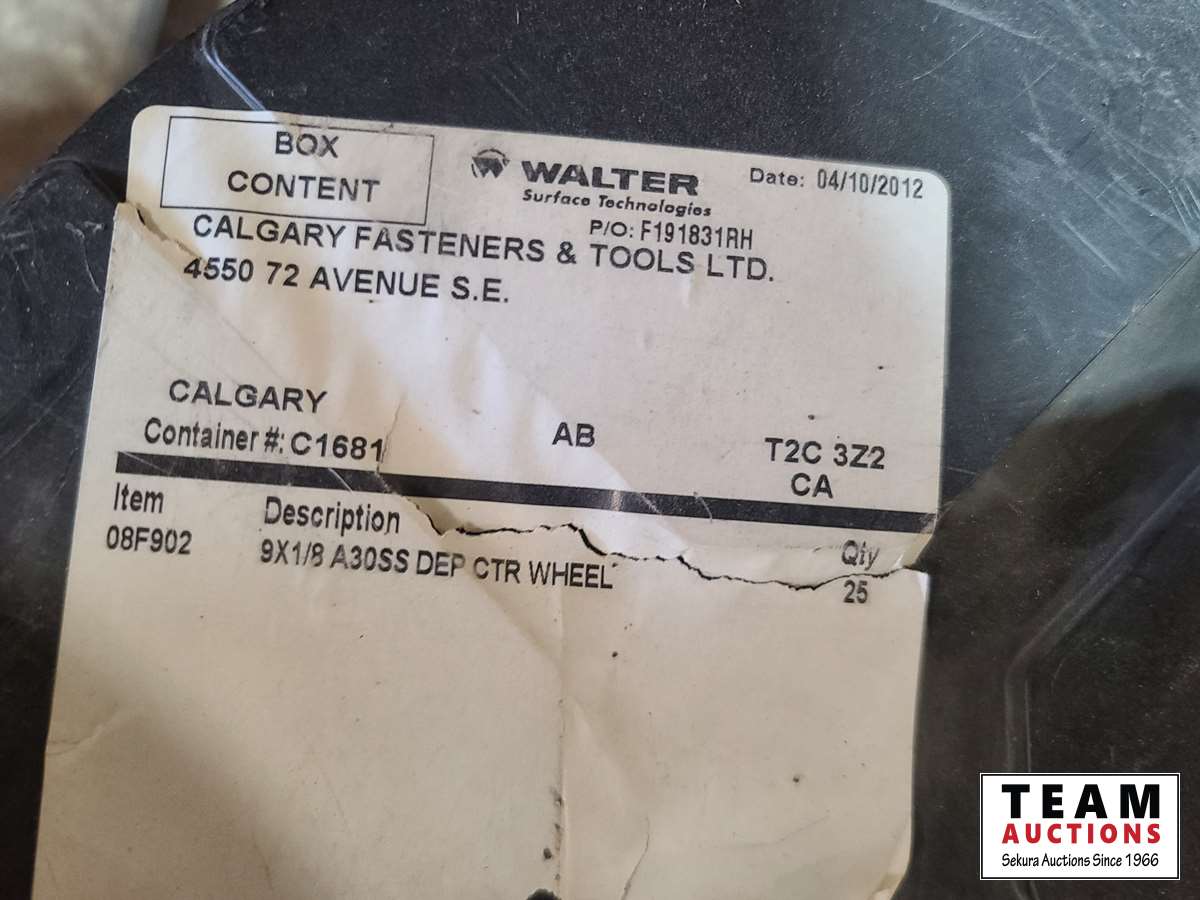 BOX
CONTENT
WALTER
Surface Technologies
Date: 04/10/2012
P/O: F191831RH
CALGARY FASTENERS & TOOLS LTD.
4550 72 AVENUE S.E.
CALGARY AB T2C 3Z2
CA
Container #: C1681
Item Description Qty
08F902 9X1/8 A30SS DEP CTR WHEEL 25
TEAM
AUCTIONS
Sekura Auctions Since 1966